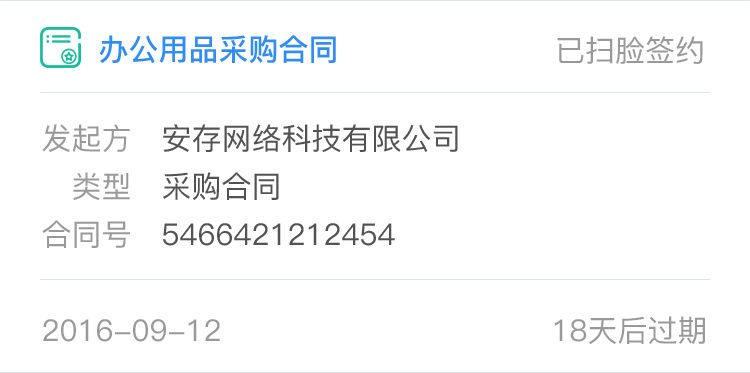 办公用品采购合同 已扫脸签约
发起方 安存网络科技有限公司
类型 采购合同
合同号 5466421212454
2016-09-12 18天后过期